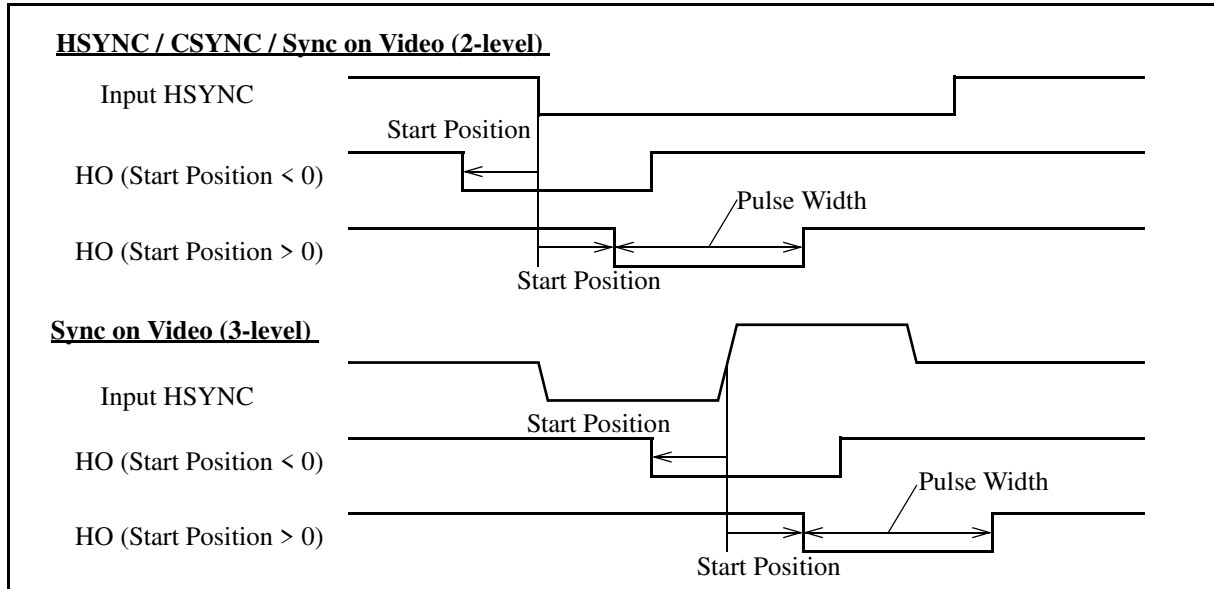 HSYNC / CSYNC / Sync on Video (2-level)
Input HSYNC
Start Position
HO (Start Position < 0)
Pulse Width
HO (Start Position > 0)
Start Position
Sync on Video (3-level)
Input HSYNC
Start Position
HO (Start Position < 0)
Pulse Width
HO (Start Position > 0)
Start Position